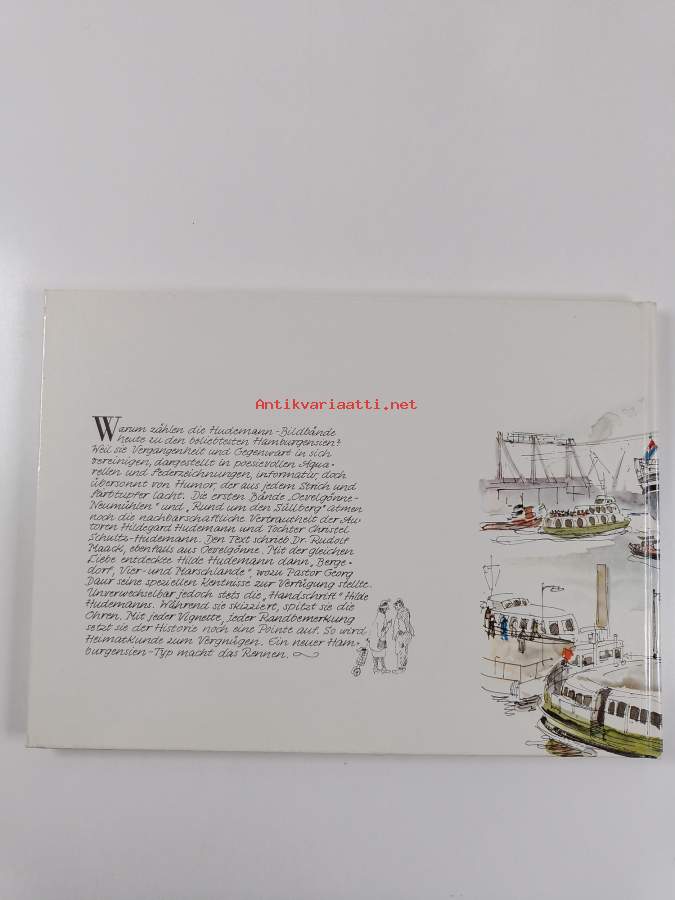 Antikvariaatti.net
Warum zählen die Hudemann-Bildbände
heute zu den beliebtesten Hamburgensien?
Weil sie Vergangenheit und Gegenwart in sich
vereinigen, dargestellt in poesievollen Aqua-
rellen und Federzeichnungen, informativ, doch
übersonnt von Humor, der aus jedem Strich und
Farbtupfer lacht. Die ersten Bände „Oevelgönne-
Neumühlen" und „Rund um den Süllberg" atmen
noch die nachbarschaftliche Vertrautheit der Au-
toren Hildegard Hudemann und Tochter Christel
Schultz-Hudemann. Den Text schrieb Dr. Rudolf
Maack, ebenfalls aus Oevelgönne. Mit der gleichen
Liebe entdeckte Hilde Hudemann dann „Berge-
dorf, Vier- und Marschlande", wozu Pastor Georg
Daur seine speziellen Kentnisse zur Verfügung stellte.
Unverwechselbar jedoch stets die „Handschrift" Hilde
Hudemanns. Während sie skizziert, spitzt sie die
Ohren. Mit jeder Vignette, jeder Randbemerkung
setzt sie der Historie noch eine Pointe auf. So wird
Heimatkunde zum Vergnügen. Ein neuer Ham-
burgensien-Typ macht das Rennen.